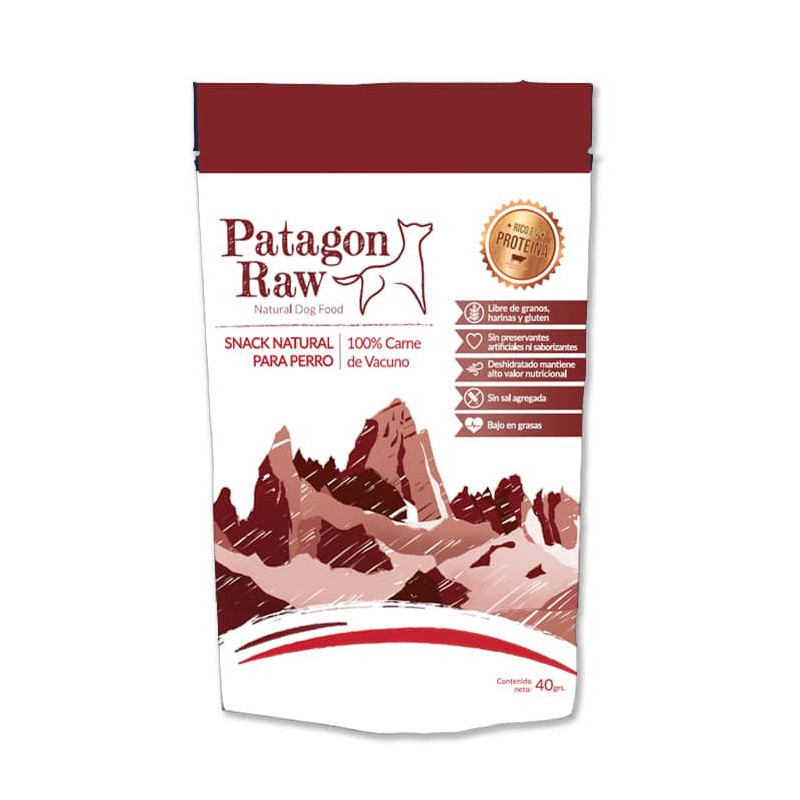 Patagon
Raw
Natural Dog Food
SNACK NATURAL
PARA PERRO
100% Carne
de Vacuno
RICO EN
PROTEINA
Libre de granos,
harinas y gluten
Sin preservantes
artificiales ni saborizantes
Deshidratado mantiene
alto valor nutricional
Sin sal agregada
Bajo en grasas
Contenido
neto: 40grs.